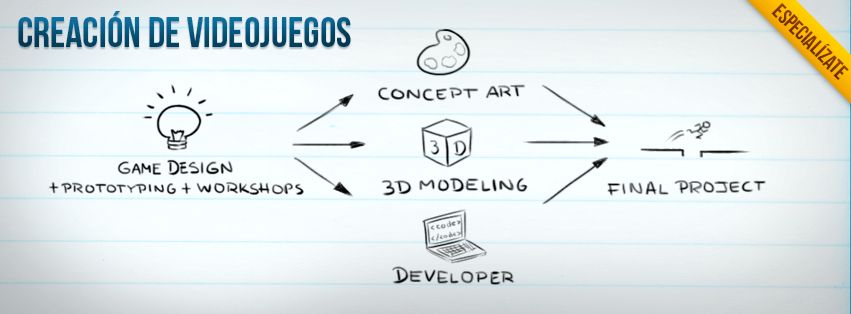 CREACIÓN DE VIDEOJUEGOS
ESPECIALÍZATE
CONCEPT ART
GAME DESIGN
+PROTOTYPING + WORKSHOPS
3D
3D MODELING
FINAL PROJECT
<code>
</code>
DEVELOPER